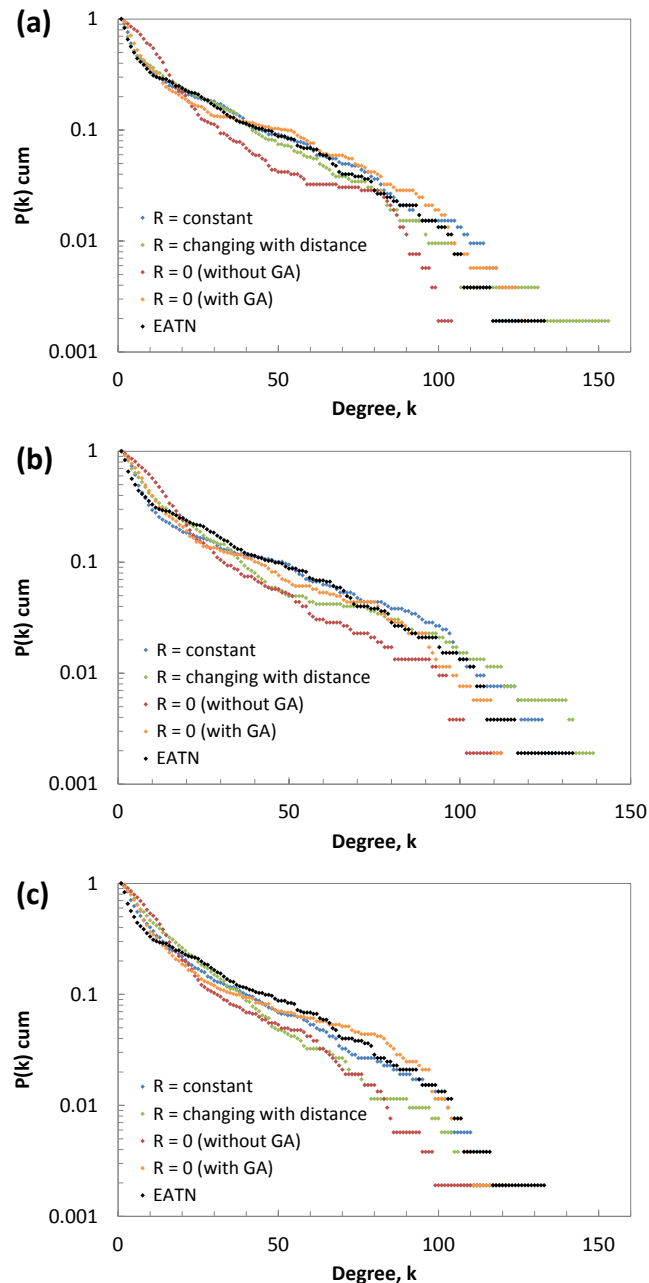 (a)
1
0.1
0.01
0.001
P(k) cum
R = constant
R = changing with distance
R = 0 (without GA)
R = 0 (with GA)
EATN
0 50 100 150
Degree, k
(b)
1
0.1
0.01
0.001
P(k) cum
R = constant
R = changing with distance
R = 0 (without GA)
R = 0 (with GA)
EATN
0 50 100 150
Degree, k
(c)
1
0.1
0.01
0.001
P(k) cum
R = constant
R = changing with distance
R = 0 (without GA)
R = 0 (with GA)
EATN
0 50 100 150
Degree, k